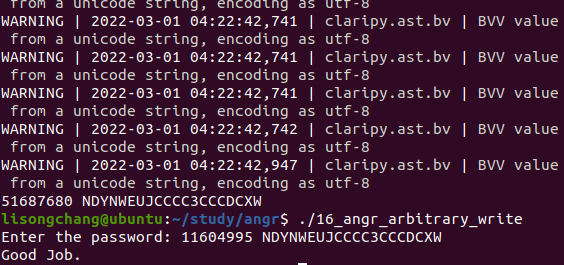 from a unicode string, encoding as utf-8
WARNING | 2022-03-01 04:22:42,741 | claripy.ast.bv | BVV value
 from a unicode string, encoding as utf-8
WARNING | 2022-03-01 04:22:42,741 | claripy.ast.bv | BVV value
 from a unicode string, encoding as utf-8
WARNING | 2022-03-01 04:22:42,741 | claripy.ast.bv | BVV value
 from a unicode string, encoding as utf-8
WARNING | 2022-03-01 04:22:42,742 | claripy.ast.bv | BVV value
 from a unicode string, encoding as utf-8
WARNING | 2022-03-01 04:22:42,947 | claripy.ast.bv | BVV value
 from a unicode string, encoding as utf-8
51687680 NDYNWEUJCCCC3CCCDCXW
lisongchang@ubuntu:~/study/angr$ ./16_angr_arbitrary_write
Enter the password: 11604995 NDYNWEUJCCCC3CCCDCXW
Good Job.